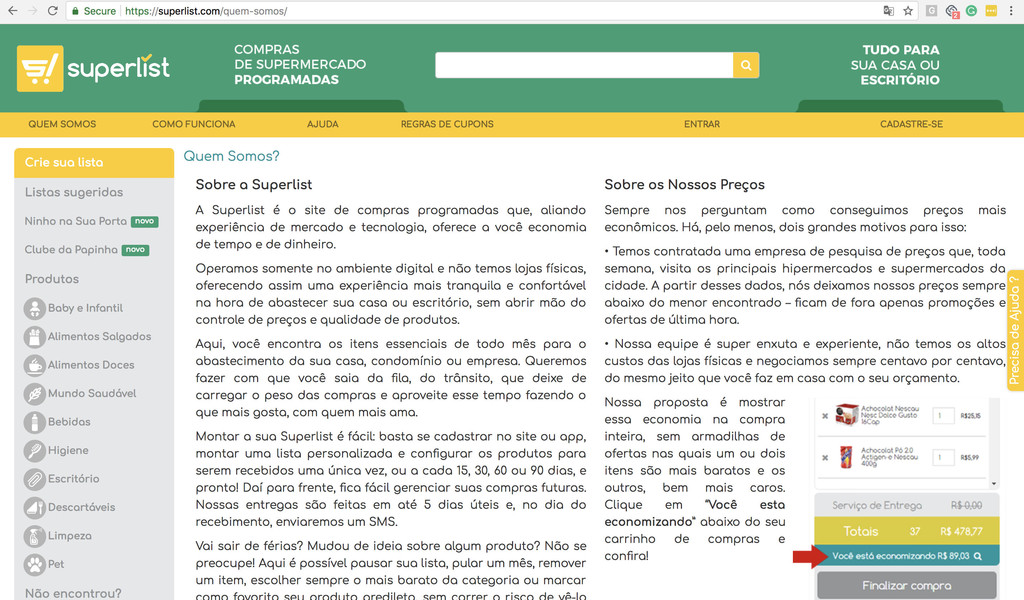 Secure
https://superlist.com/quem-somos/
superlist
COMPRAS
DE SUPERMERCADO
PROGRAMADAS
TUDO PARA
SUA CASA OU
ESCRITÓRIO
QUEM SOMOS
COMO FUNCIONA
AJUDA
REGRAS DE CUPONS
ENTRAR
CADASTRE-SE
Crie sua lista
Listas sugeridas
Ninho na Sua Porta novo
Clube da Papinha novo
Produtos
Baby e Infantil
Alimentos Salgados
Alimentos Doces
Mundo Saudável
Bebidas
Higiene
Escritório
Descartáveis
Limpeza
Pet
Não encontrou?
Quem Somos?
Sobre a Superlist
A Superlist é o site de compras programadas que, aliando
experiência de mercado e tecnologia, oferece a você economia
de tempo e de dinheiro.
Operamos somente no ambiente digital e não temos lojas físicas,
oferecendo assim uma experiência mais tranquila e confortável
na hora de abastecer sua casa ou escritório, sem abrir mão do
controle de preços e qualidade de produtos.
Aqui, você encontra os itens essenciais de todo mês para o
abastecimento da sua casa, condomínio ou empresa. Queremos
fazer com que você saia da fila, do trânsito, que deixe de
carregar o peso das compras e aproveite esse tempo fazendo o
que mais gosta, com quem mais ama.
Montar a sua Superlist é fácil: basta se cadastrar no site ou app,
montar uma lista personalizada e configurar os produtos para
serem recebidos uma única vez, ou a cada 15, 30, 60 ou 90 dias, e
pronto! Daí para frente, fica fácil gerenciar suas compras futuras.
Nossas entregas são feitas em até 5 dias úteis e, no dia do
recebimento, enviaremos um SMS.
Vai sair de férias? Mudou de ideia sobre algum produto? Não se
preocupe! Aqui é possível pausar sua lista, pular um mês, remover
um item, escolher sempre o mais barato da categoria ou marcar
como favorito seu produto predileto, sem correr o risco de vê-lo
Sobre os Nossos Preços
Sempre nos perguntam como conseguimos preços mais
econômicos. Há, pelo menos, dois grandes motivos para isso:
• Temos contratada uma empresa de pesquisa de preços que, toda
semana, visita os principais hipermercados e supermercados da
cidade. A partir desses dados, nós deixamos nossos preços sempre
abaixo do menor encontrado – ficam de fora apenas promoções e
ofertas de última hora.
• Nossa equipe é super enxuta e experiente, não temos os altos
custos das lojas físicas e negociamos sempre centavo por centavo,
do mesmo jeito que você faz em casa com o seu orçamento.
Nossa proposta é mostrar
essa economia na compra
inteira, sem armadilhas de
ofertas nas quais um ou dois
itens são mais baratos e os
outros, bem mais caros.
Clique em "Você esta
economizando" abaixo do seu
carrinho de compras e
confira!
Achocolat Nescau
Nesc Dolce Gusto
16Cap
1
R$25,15
Achocolat Pó 2.0
Actigen e Nescau
400g
1
R$5,99
Serviço de Entrega R$ 0,00
Totais 37 R$ 478,77
Você está economizando R$ 89,03
Finalizar compra
Precisa de Ajuda ?